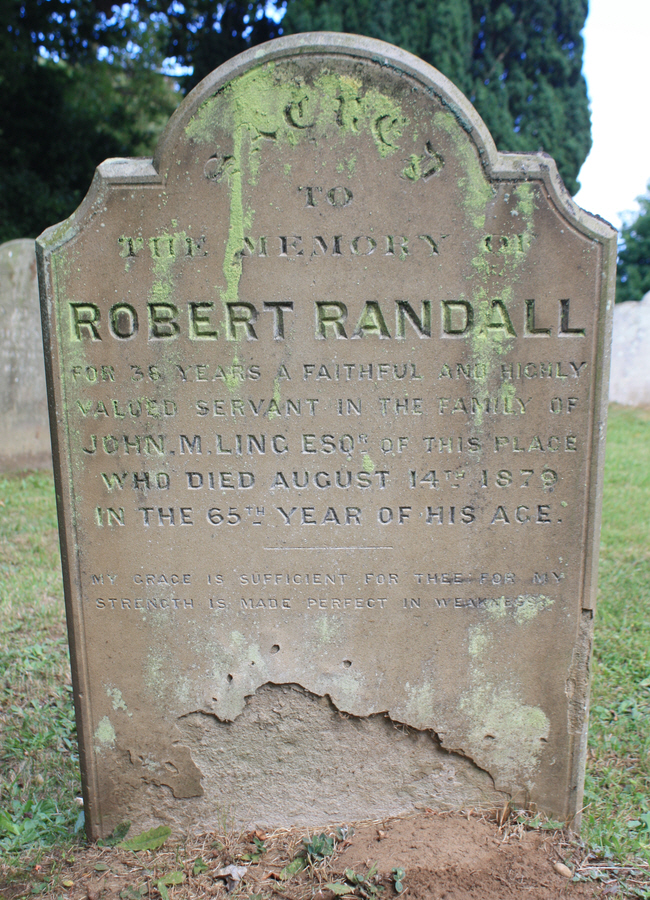 SACRED
TO
THE MEMORY OF
ROBERT RANDALL
FOR 38 YEARS A FAITHFUL AND HIGHLY
VALUED SERVANT IN THE FAMILY OF
JOHN.M.LING ESQR OF THIS PLACE
WHO DIED AUGUST 14TH 1879
IN THE 65TH YEAR OF HIS AGE.
MY GRACE IS SUFFICIENT FOR THEE FOR MY
STRENGTH IS MADE PERFECT IN WEAKNESS.